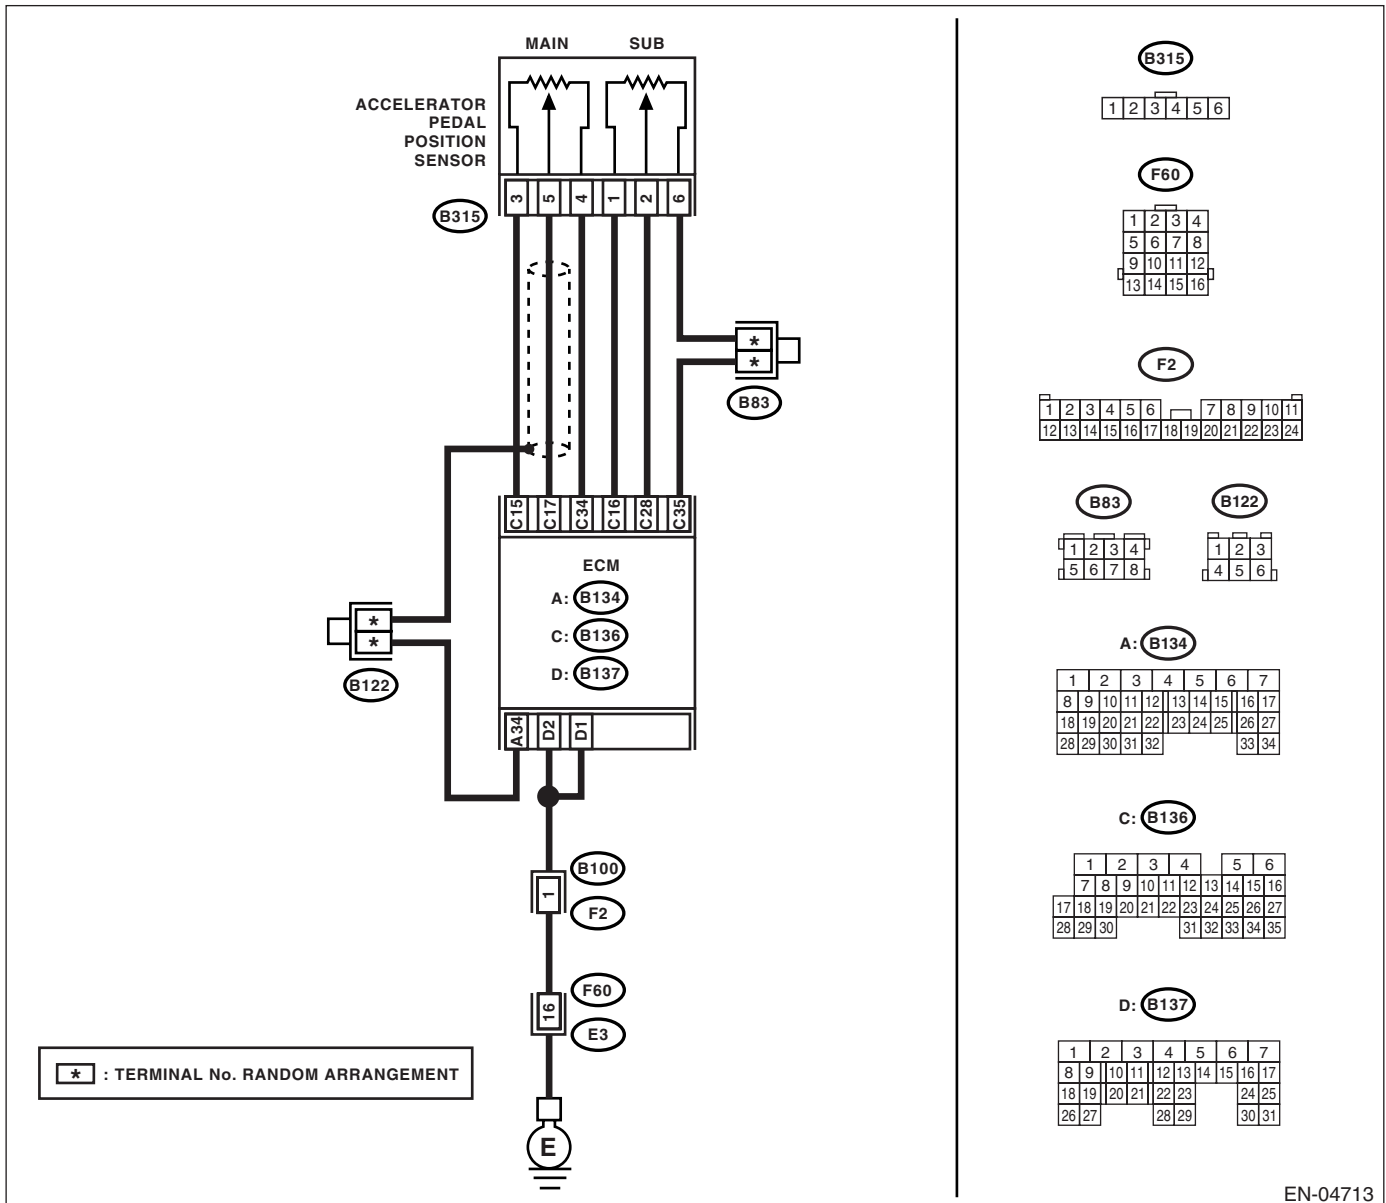 MAIN SUB
ACCELERATOR
PEDAL
POSITION
SENSOR
3 5 4 1 2 6
B315
*
*
B83
C15 C17 C34 C16 C28 C35
ECM
A: B134
C: B136
D: B137
*
*
B122
A34 D2 D1
B100
1
F2
F60
16
E3
* : TERMINAL No. RANDOM ARRANGEMENT
E
B315
1 2 3 4 5 6
F60
1 2 3 4
5 6 7 8
9 10 11 12
13 14 15 16
F2
1 2 3 4 5 6 7 8 9 10 11
12 13 14 15 16 17 18 19 20 21 22 23 24
B83
1 2 3 4
5 6 7 8
B122
1 2 3
4 5 6
A: B134
1 2 3 4 5 6 7
8 9 10 11 12 13 14 15 16 17
18 19 20 21 22 23 24 25 26 27
28 29 30 31 32 33 34
C: B136
1 2 3 4 5 6
7 8 9 10 11 12 13 14 15 16
17 18 19 20 21 22 23 24 25 26 27
28 29 30 31 32 33 34 35
D: B137
1 2 3 4 5 6 7
8 9 10 11 12 13 14 15 16 17
18 19 20 21 22 23 24 25
26 27 28 29 30 31
EN-04713